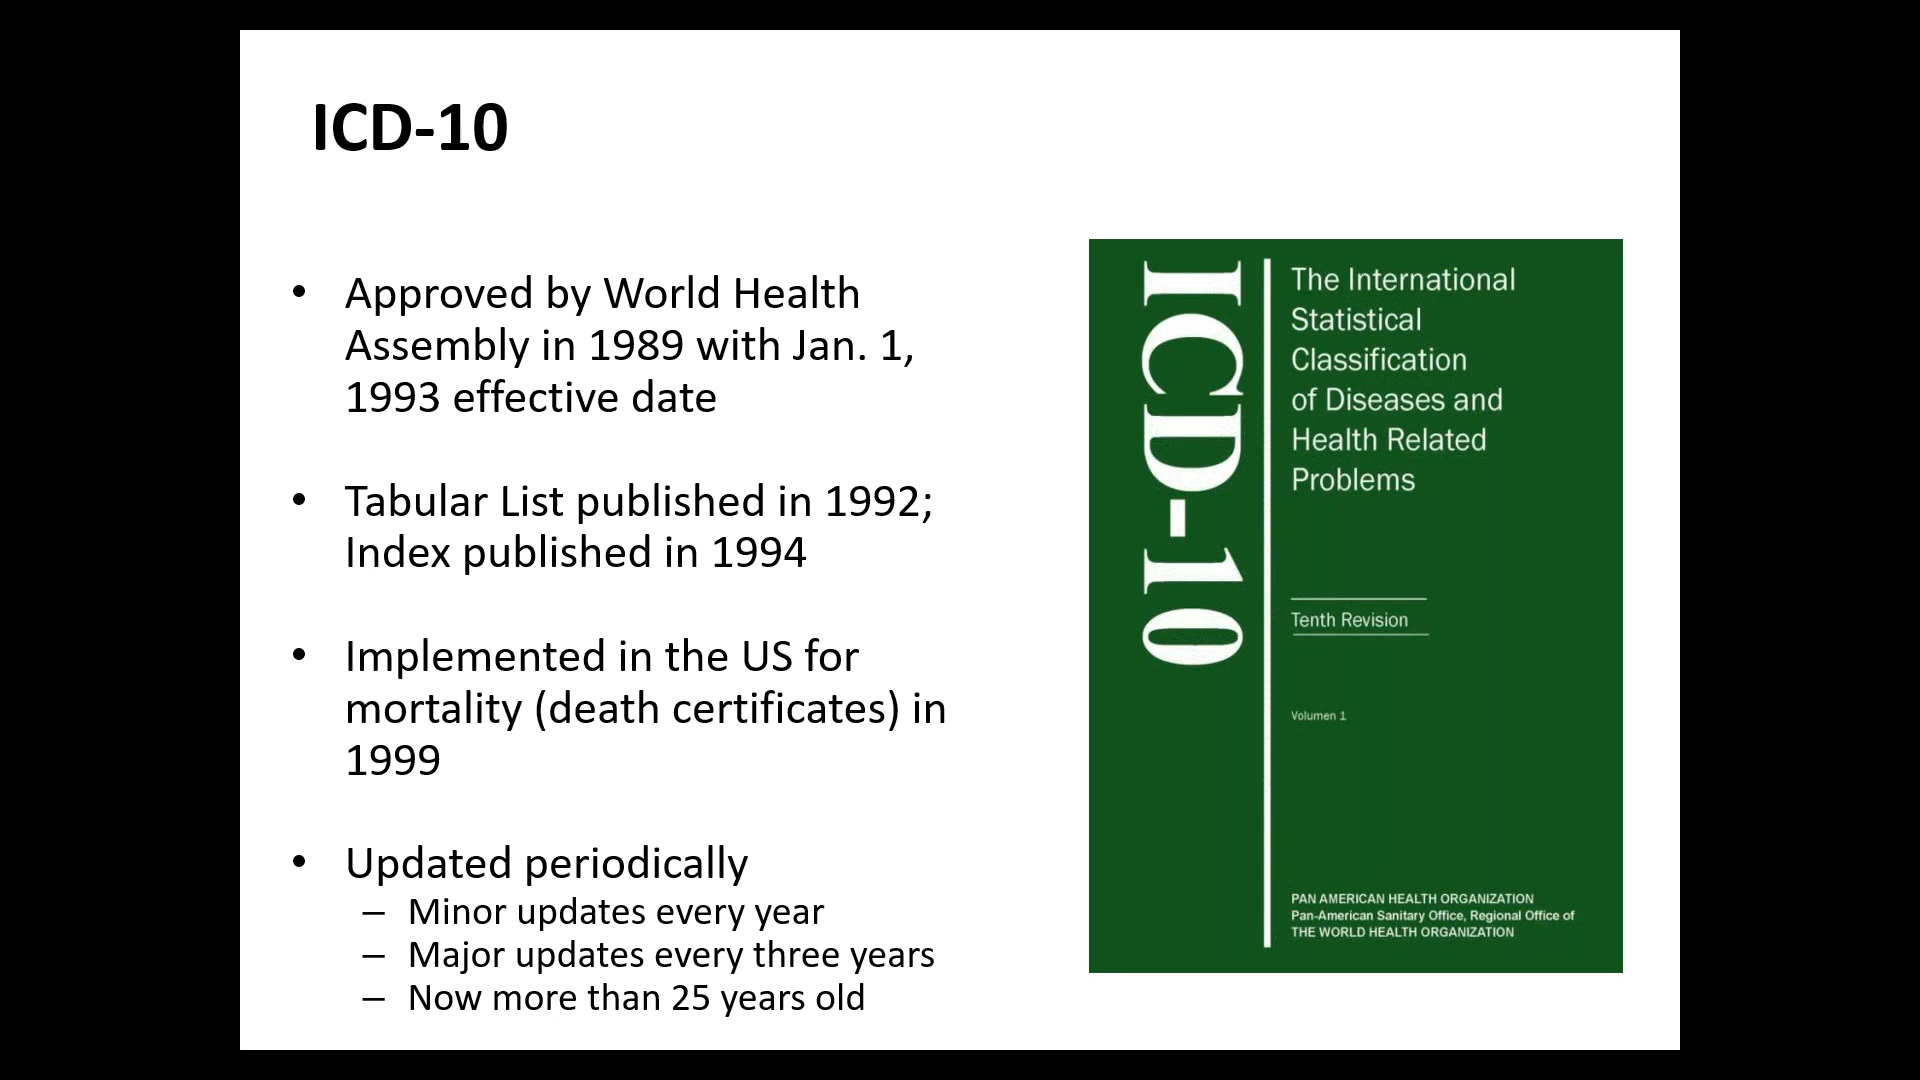 ICD-10
• Approved by World Health
Assembly in 1989 with Jan. 1,
1993 effective date
• Tabular List published in 1992;
Index published in 1994
• Implemented in the US for
mortality (death certificates) in
1999
• Updated periodically
– Minor updates every year
– Major updates every three years
– Now more than 25 years old
ICD-10
The International
Statistical
Classification
of Diseases and
Health Related
Problems
Tenth Revision
Volumen 1
PAN AMERICAN HEALTH ORGANIZATION
Pan-American Sanitary Office, Regional Office of
THE WORLD HEALTH ORGANIZATION